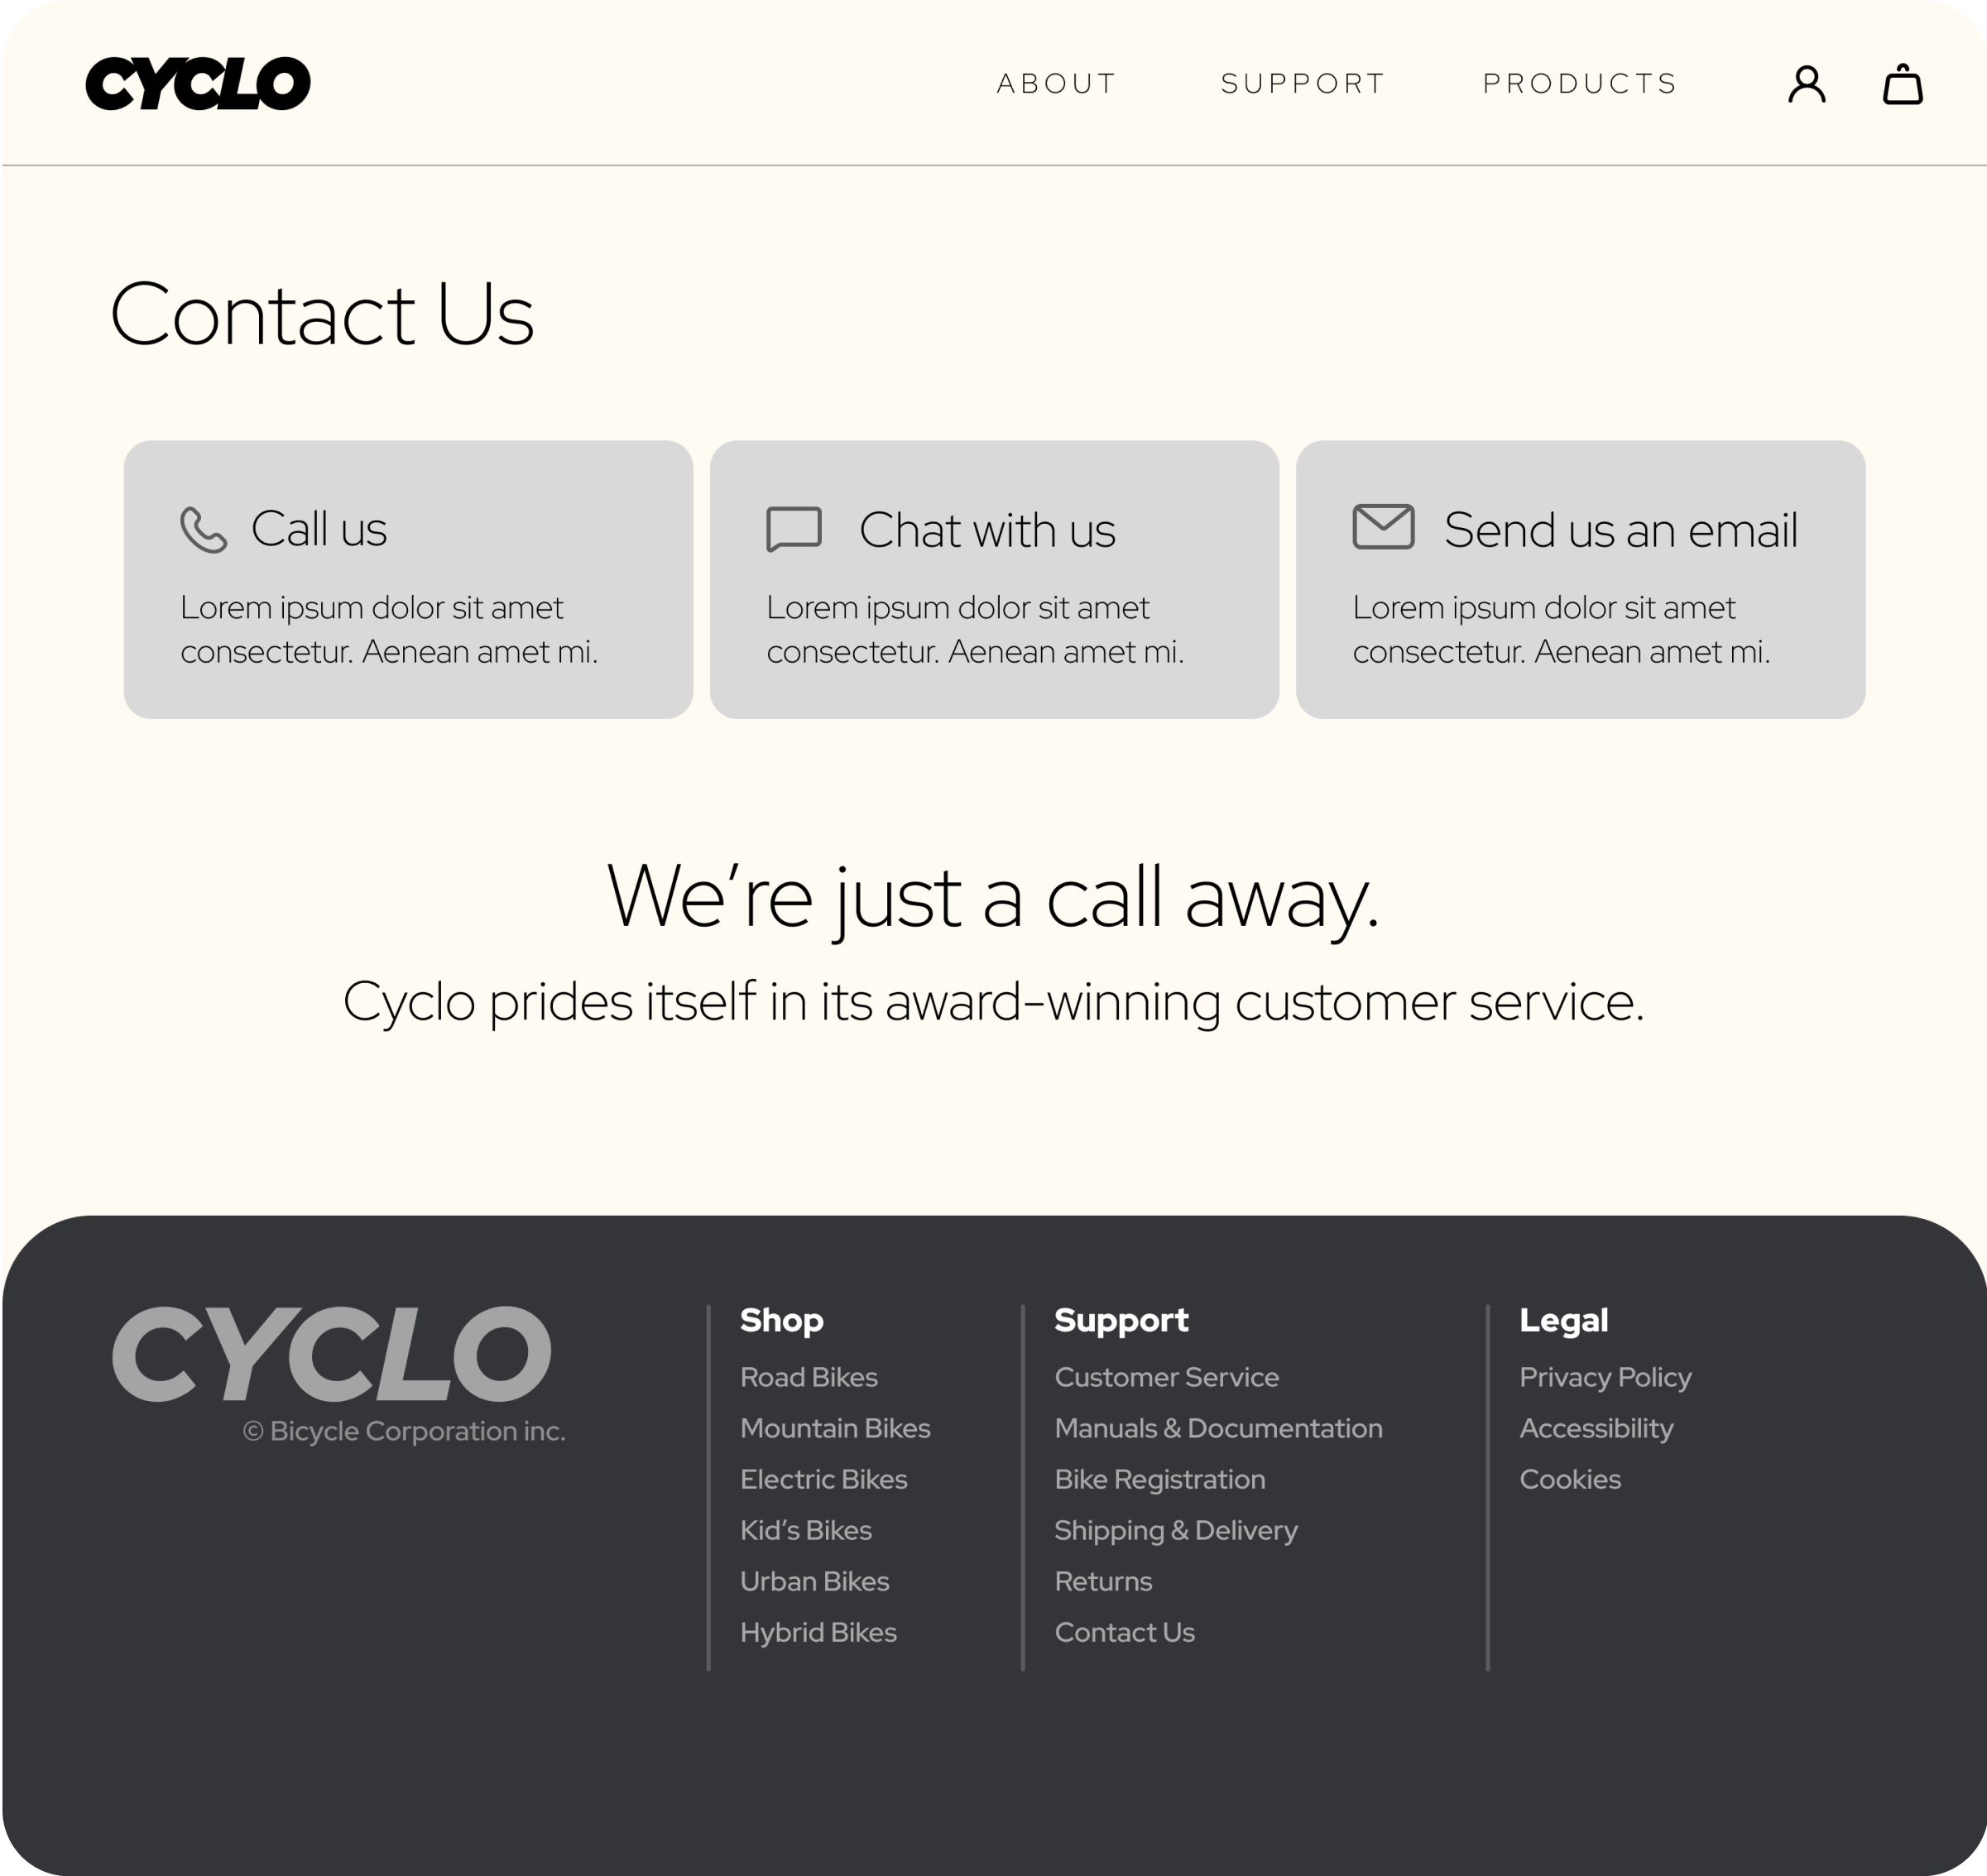 CYCLO
ABOUT SUPPORT PRODUCTS
Contact Us
Call us
Lorem ipsum dolor sit amet
consectetur. Aenean amet mi.
Chat with us
Lorem ipsum dolor sit amet
consectetur. Aenean amet mi.
Send us an email
Lorem ipsum dolor sit amet
consectetur. Aenean amet mi.
We’re just a call away.
Cyclo prides itself in its award-winning customer service.
CYCLO
© Bicycle Corporation inc.
Shop
Road Bikes
Mountain Bikes
Electric Bikes
Kid’s Bikes
Urban Bikes
Hybrid Bikes
Support
Customer Service
Manuals & Documentation
Bike Registration
Shipping & Delivery
Returns
Contact Us
Legal
Privacy Policy
Accessibility
Cookies